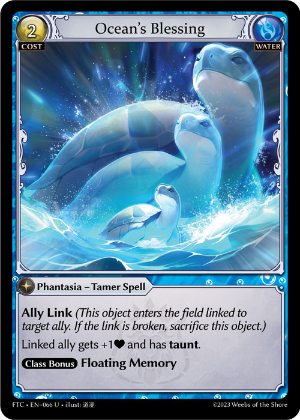 2
Ocean's Blessing
COST
WATER
Phantasia – Tamer Spell
Ally Link (This object enters the field linked to
target ally. If the link is broken, sacrifice this object.)
Linked ally gets +1♥ and has taunt.
Class Bonus Floating Memory
FTC • EN-066 U • illust:
©2023 Weebs of the Shore